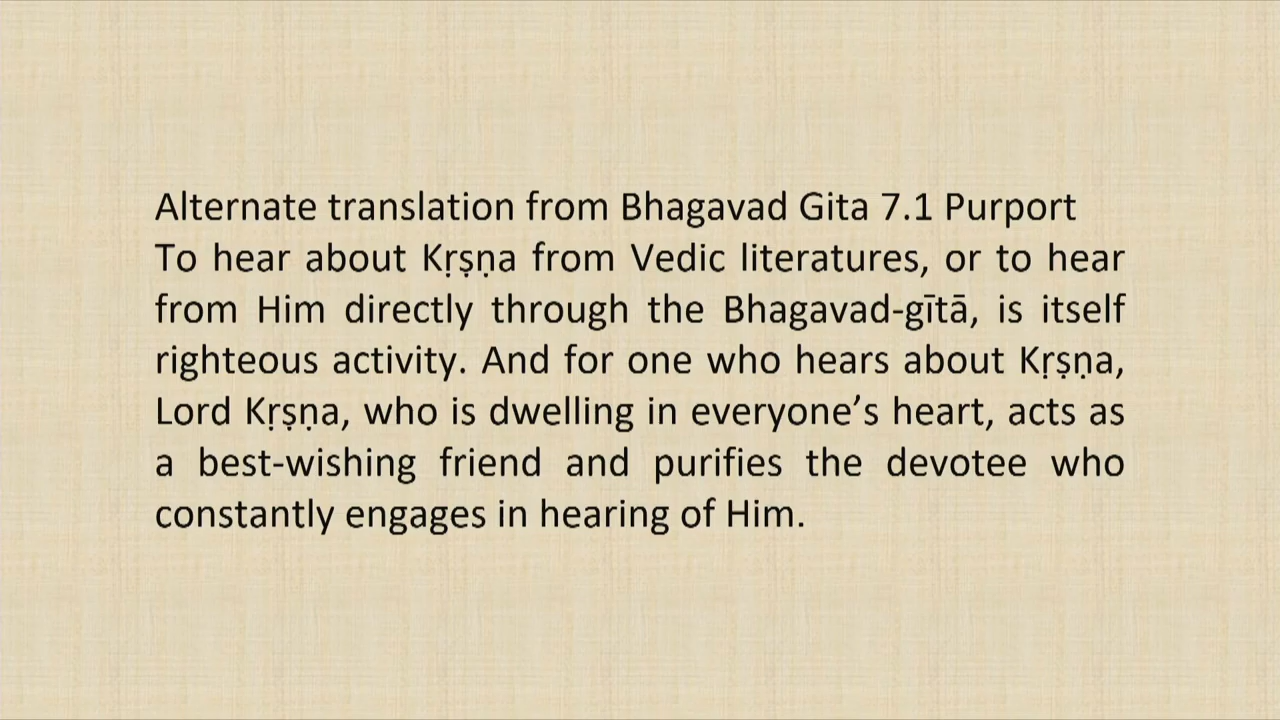 Alternate translation from Bhagavad Gita 7.1 Purport
To hear about Kṛṣṇa from Vedic literatures, or to hear
from Him directly through the Bhagavad-gītā, is itself
righteous activity. And for one who hears about Kṛṣṇa,
Lord Kṛṣṇa, who is dwelling in everyone’s heart, acts as
a best-wishing friend and purifies the devotee who
constantly engages in hearing of Him.